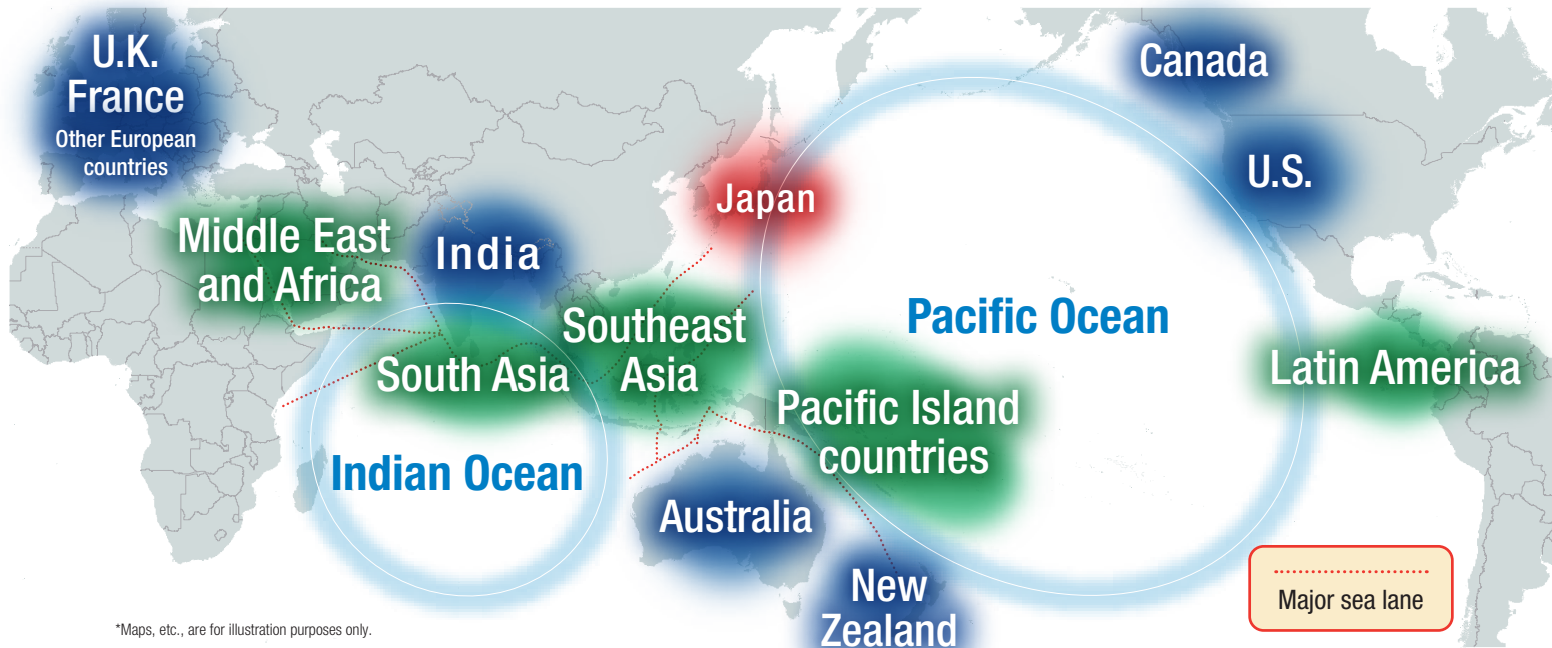 U.K.
France
Other European
countries
Canada
U.S.
Japan
Middle East
and Africa
India
Pacific Ocean
Southeast
Asia
South Asia
Latin America
Pacific Island
countries
Indian Ocean
Australia
New
Zealand
Major sea lane
*Maps, etc., are for illustration purposes only.